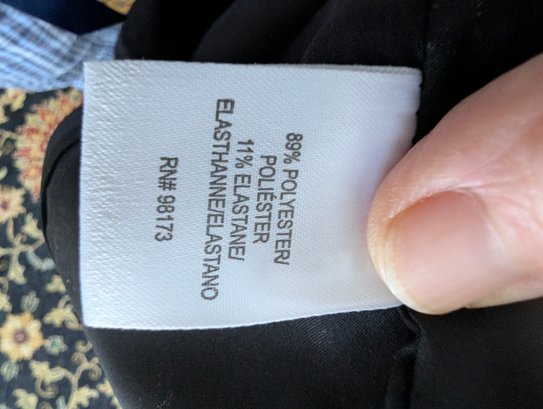 89% POLYESTER/
POLIÉSTER
11% ELASTANE/
ELASTHANNE/ELASTANO
RN# 98173